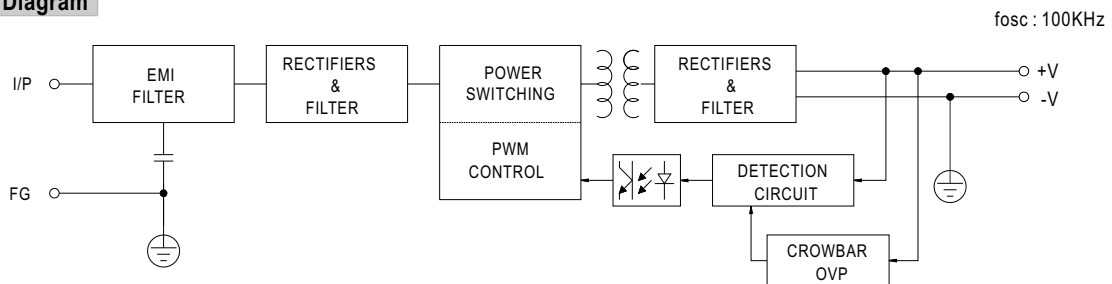 Diagram
fosc : 100KHz
I/P
EMI
FILTER
RECTIFIERS
&
FILTER
POWER
SWITCHING
RECTIFIERS
&
FILTER
+V
-V
PWM
CONTROL
DETECTION
CIRCUIT
FG
CROWBAR
OVP